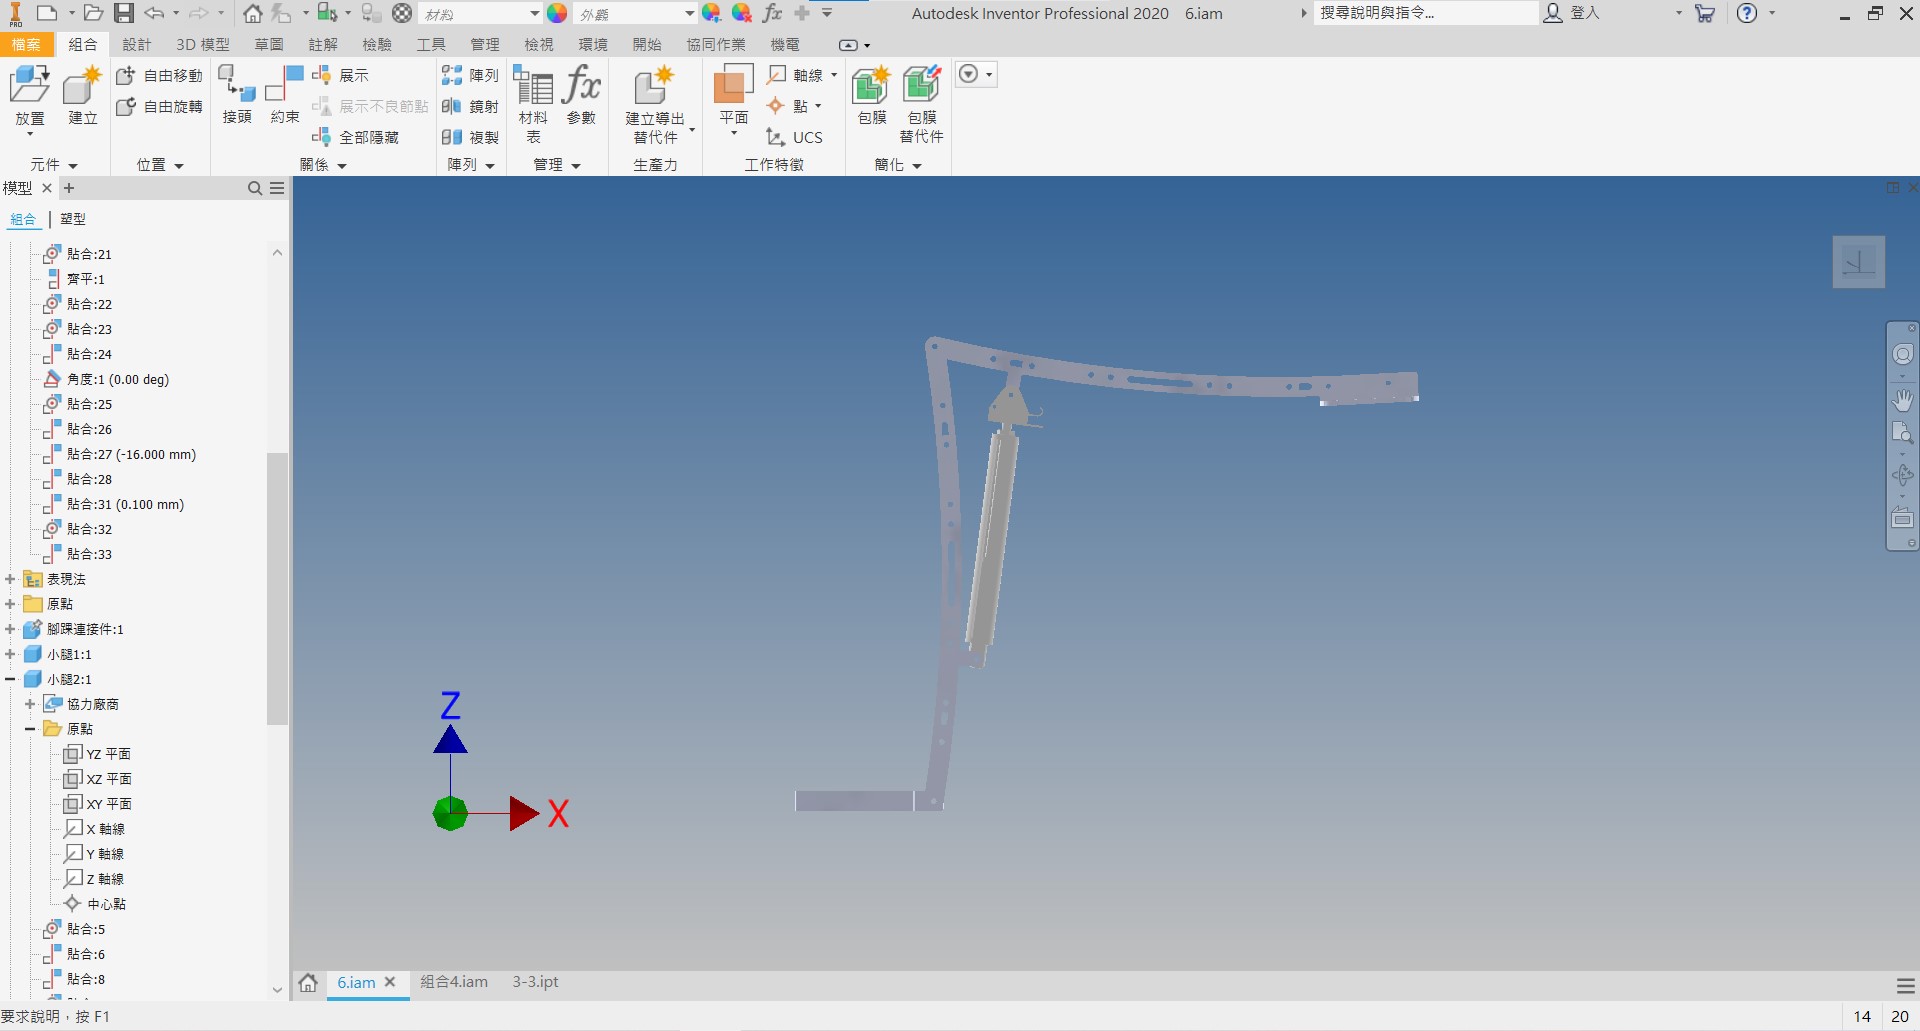 PRO
材料
外觀
Autodesk Inventor Professional 2020 6.iam
搜尋說明與指令...
登入
檔案 組合 設計 3D 模型 草圖 註解 檢驗 工具 管理 檢視 環境 開始 協同作業 機電
放置
建立
自由移動
自由旋轉
接頭
約束
展示
展示不良節點
全部隱藏
陣列
鏡射
複製
材料表
fx
參數
建立導出替代件
平面
軸線
點
UCS
包膜
包膜替代件
元件 位置 關係 陣列 管理 生產力 工作特徵 簡化
模型
組合 | 塑型
貼合:21
齊平:1
貼合:22
貼合:23
貼合:24
角度:1 (0.00 deg)
貼合:25
貼合:26
貼合:27 (-16.000 mm)
貼合:28
貼合:31 (0.100 mm)
貼合:32
貼合:33
表現法
原點
腳踝連接件:1
小腿1:1
小腿2:1
協力廠商
原點
YZ 平面
XZ 平面
XY 平面
X 軸線
Y 軸線
Z 軸線
中心點
貼合:5
貼合:6
貼合:8
Z
X
6.iam 組合4.iam 3-3.ipt
要求說明，按 F1
14 20